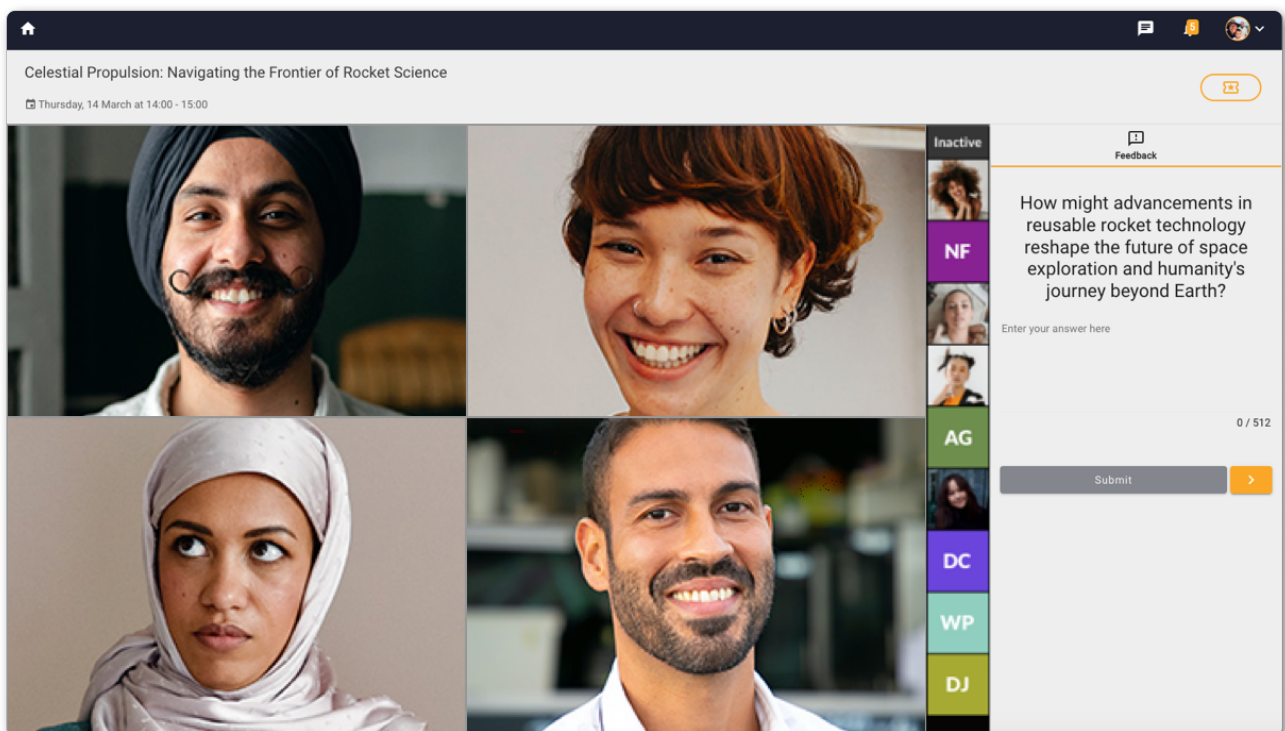 5
Celestial Propulsion: Navigating the Frontier of Rocket Science
Thursday, 14 March at 14:00 - 15:00
Inactive
NF
AG
DC
WP
DJ
Feedback
How might advancements in
reusable rocket technology
reshape the future of space
exploration and humanity's
journey beyond Earth?
Enter your answer here
0 / 512
Submit